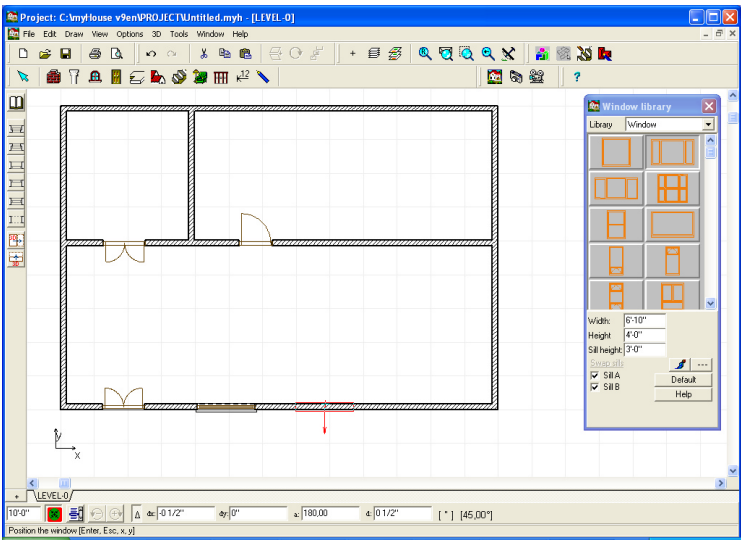 Project: C:\myHouse v9en\PROJECT\Untitled.myh - [LEVEL-0]
File Edit Draw View Options 3D Tools Window Help
12
?
Window library
Library Window
3D
Width: 6'-10"
Height 4'-0"
Sill height: 3'-0"
Swap sills
Sill A
Default
Sill B
Help
y
x
LEVEL-0
10'-0" dx: -0 1/2" dy: 0" a: 180,00 d: 0 1/2" [ " ] [45,00°]
Position the window [Enter, Esc, x, y]